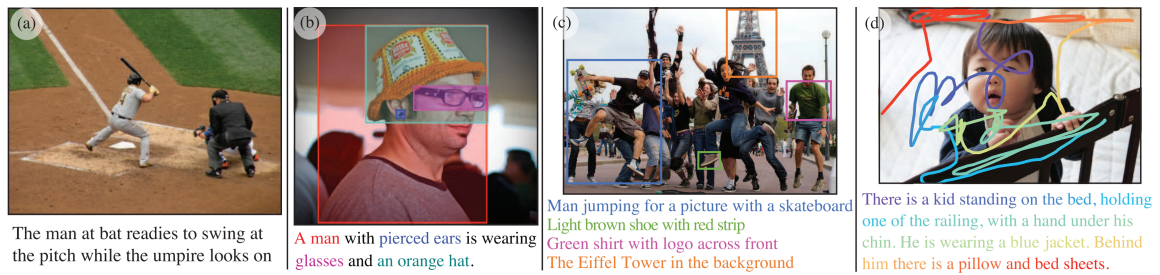 (a)
The man at bat readies to swing at
the pitch while the umpire looks on
(b)
A man with pierced ears is wearing
glasses and an orange hat.
(c)
Man jumping for a picture with a skateboard
Light brown shoe with red strip
Green shirt with logo across front
The Eiffel Tower in the background
(d)
There is a kid standing on the bed, holding
one of the railing, with a hand under his
chin. He is wearing a blue jacket. Behind
him there is a pillow and bed sheets.